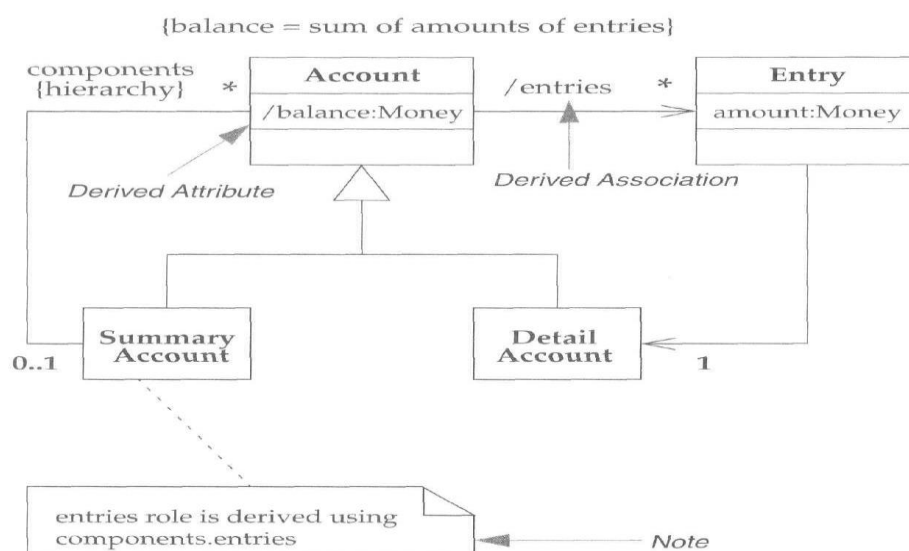 {balance = sum of amounts of entries}
components
{hierarchy}
*
Account
/balance:Money
/entries
*
Entry
amount:Money
Derived Attribute
Derived Association
Summary
Account
0..1
Detail
Account
1
entries role is derived using
components.entries
Note